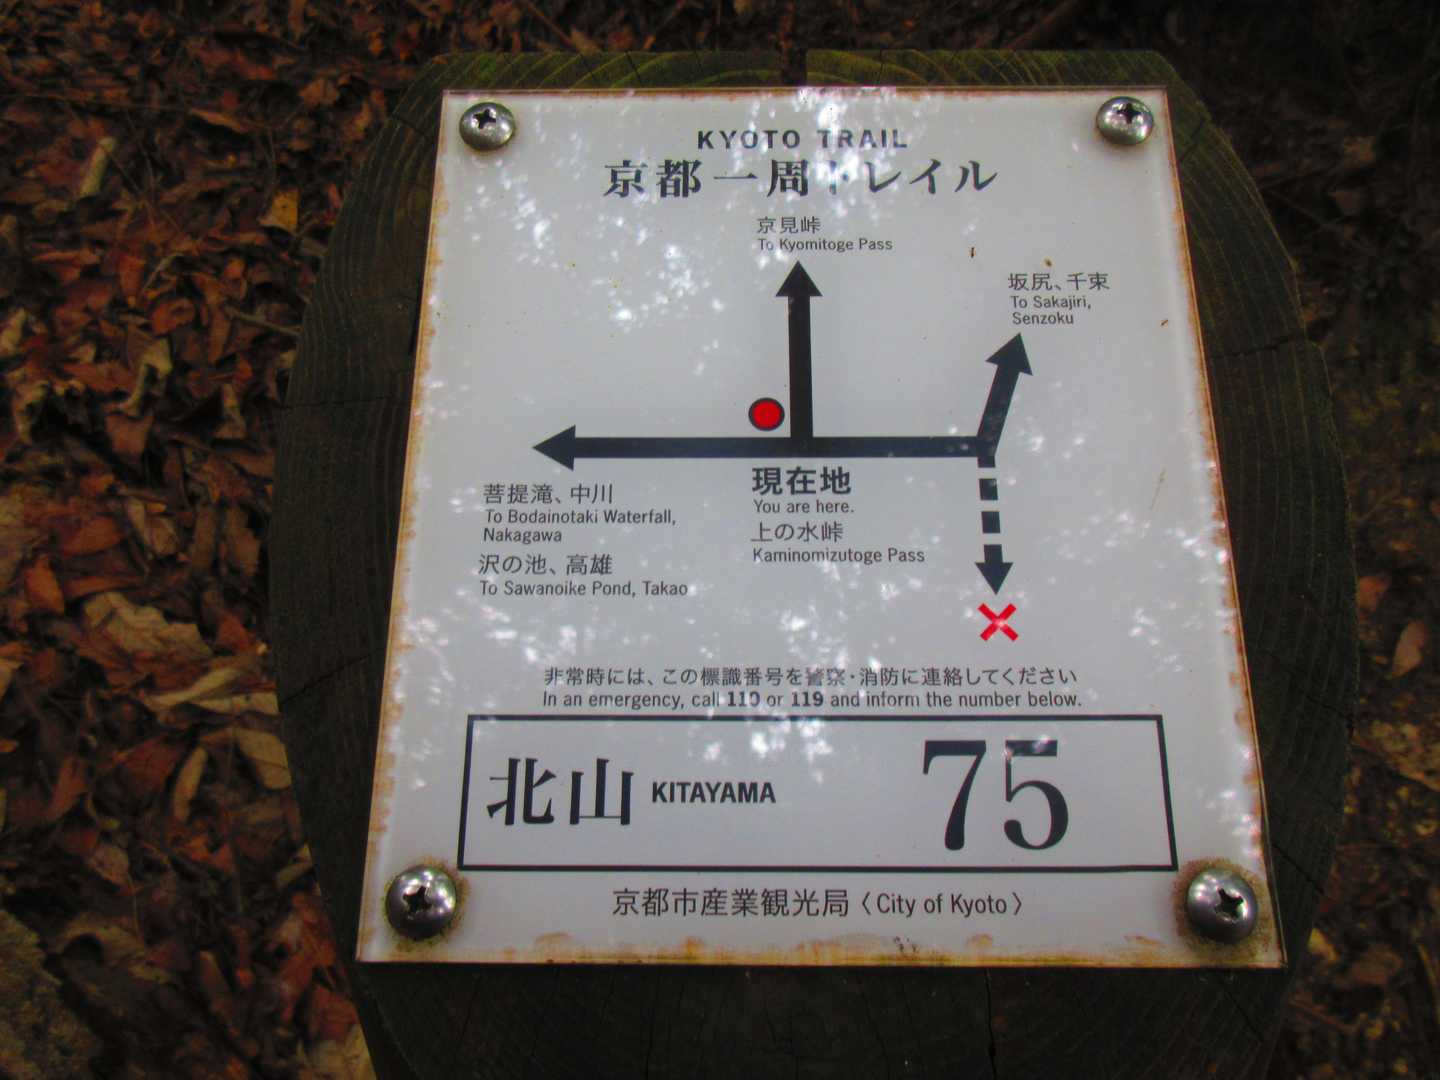 KYOTO TRAIL
京都一周トレイル
京見峠
To Kyomitoge Pass
坂尻、千束
To Sakajiri,
Senzoku
菩提滝、中川
To Bodainotaki Waterfall,
Nakagawa
沢の池、高雄
To Sawanoike Pond, Takao
現在地
You are here.
上の水峠
Kaminomizutoge Pass
非常時には、この標識番号を警察・消防に連絡してください
In an emergency, call 110 or 119 and inform the number below.
北山 KITAYAMA 75
京都市産業観光局〈City of Kyoto〉